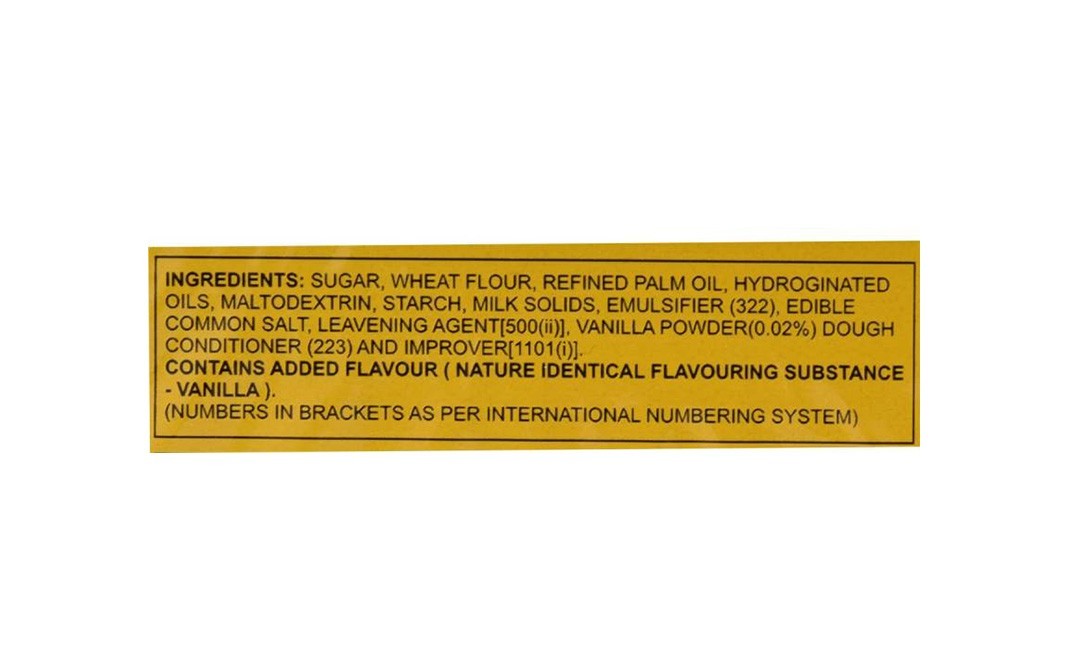 INGREDIENTS: SUGAR, WHEAT FLOUR, REFINED PALM OIL, HYDROGINATED
OILS, MALTODEXTRIN, STARCH, MILK SOLIDS, EMULSIFIER (322), EDIBLE
COMMON SALT, LEAVENING AGENT[500(ii)], VANILLA POWDER(0.02%) DOUGH
CONDITIONER (223) AND IMPROVER[1101(i)].
CONTAINS ADDED FLAVOUR ( NATURE IDENTICAL FLAVOURING SUBSTANCE
- VANILLA ).
(NUMBERS IN BRACKETS AS PER INTERNATIONAL NUMBERING SYSTEM)